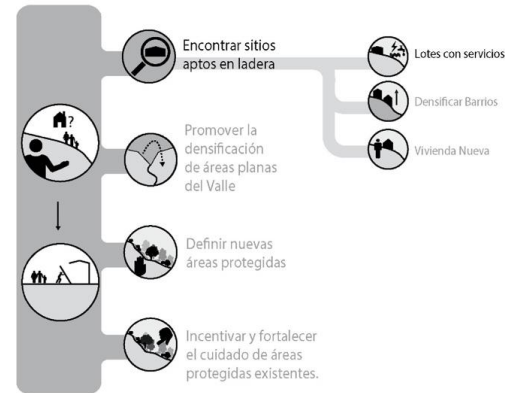 ?
Encontrar sitios
aptos en ladera
Lotes con servicios
Densificar Barrios
Vivienda Nueva
Promover la
densificación
de áreas planas
del Valle
Definir nuevas
áreas protegidas
Incentivar y fortalecer
el cuidado de áreas
protegidas existentes.